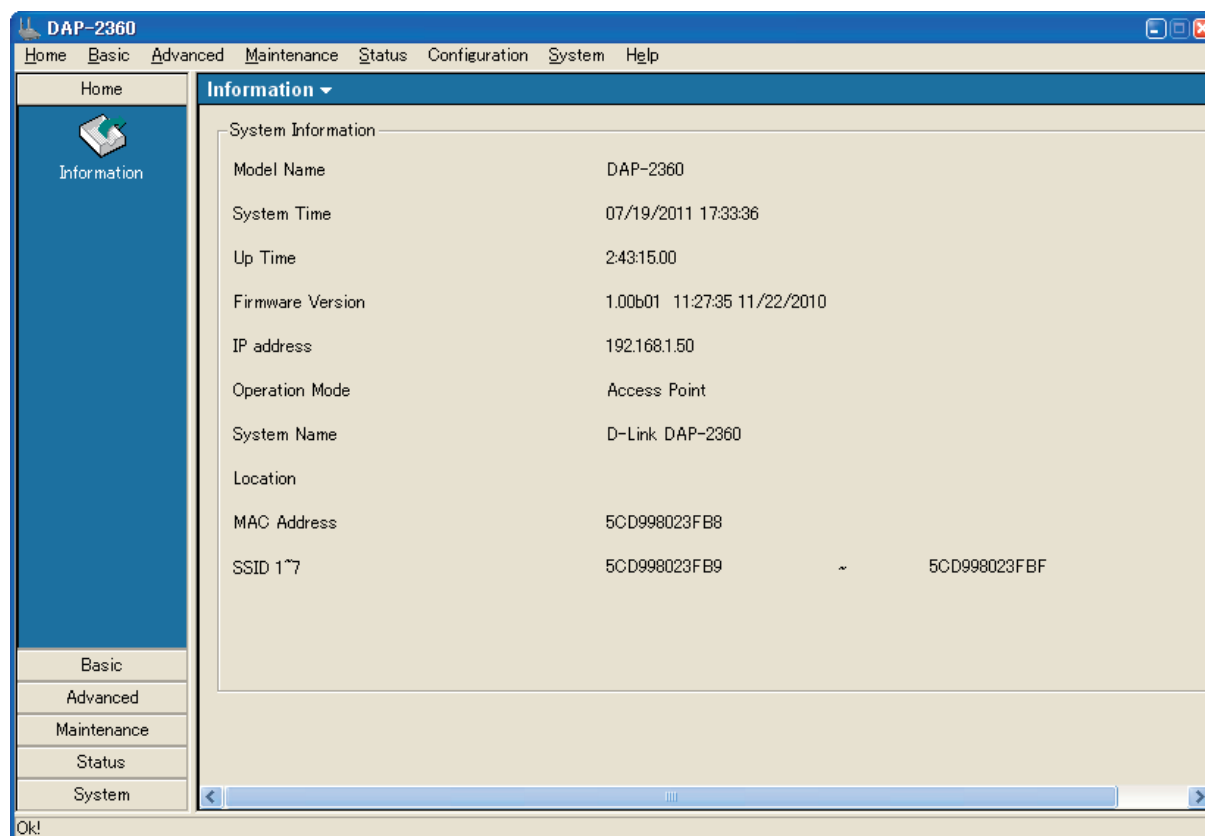 DAP-2360
Home Basic Advanced Maintenance Status Configuration System Help
Home
Information
Information
System Information
Model Name DAP-2360
System Time 07/19/2011 17:33:36
Up Time 2:43:15.00
Firmware Version 1.00b01 11:27:35 11/22/2010
IP address 192.168.1.50
Operation Mode Access Point
System Name D-Link DAP-2360
Location
MAC Address 5CD998023FB8
SSID 1~7 5CD998023FB9 ~ 5CD998023FBF
Basic
Advanced
Maintenance
Status
System
Ok!